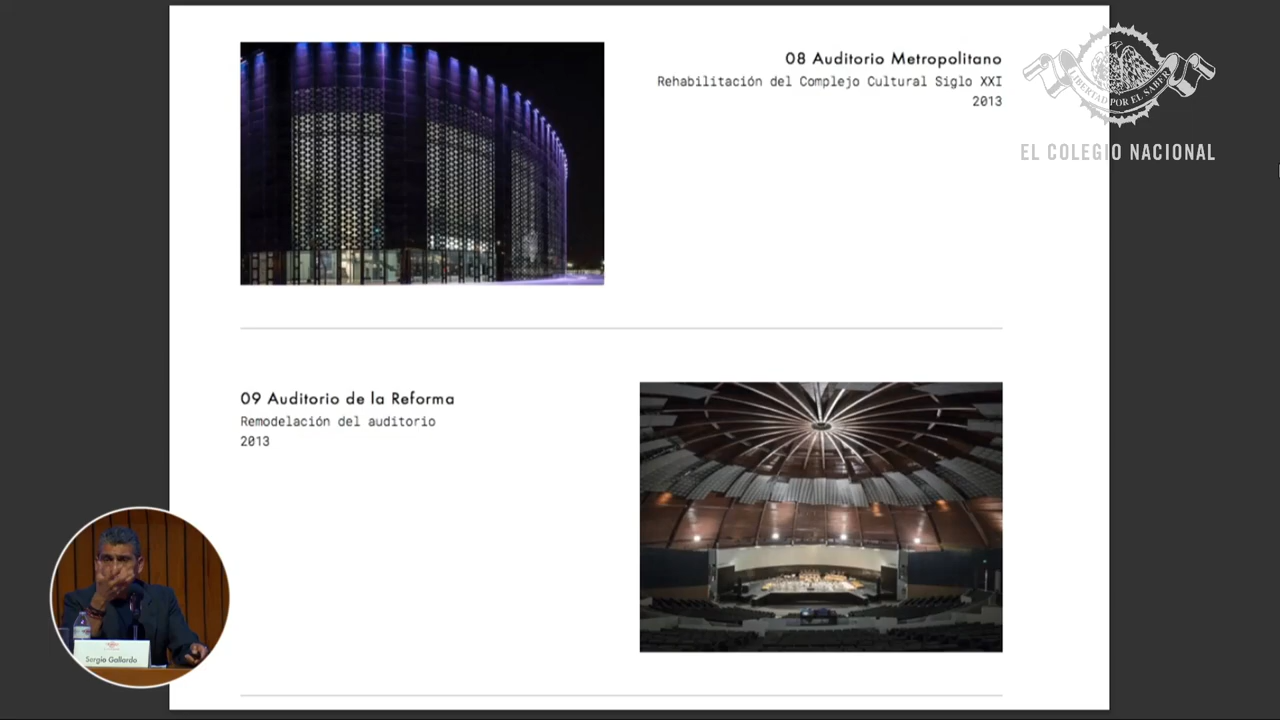 08 Auditorio Metropolitano
Rehabilitación del Complejo Cultural Siglo XXI
2013
LIBERTAD POR EL SABER
EL COLEGIO NACIONAL
09 Auditorio de la Reforma
Remodelación del auditorio
2013
Sergio Gallardo